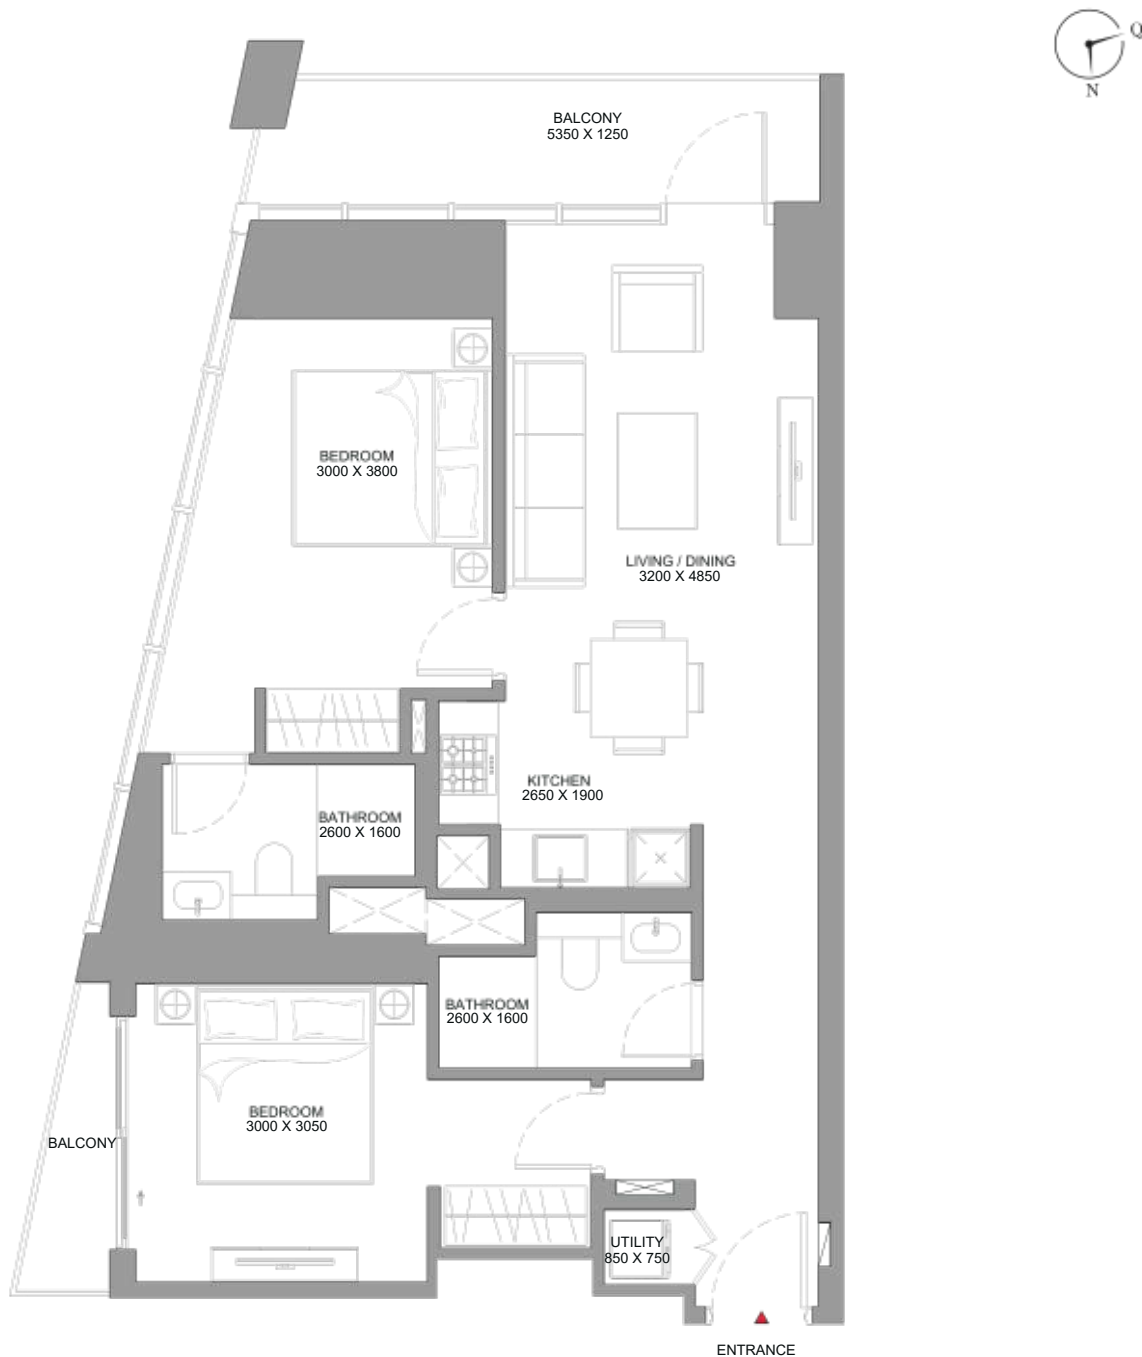 Q
N
BALCONY
5350 X 1250
BEDROOM
3000 X 3800
LIVING / DINING
3200 X 4850
KITCHEN
2650 X 1900
BATHROOM
2600 X 1600
BATHROOM
2600 X 1600
BEDROOM
3000 X 3050
BALCONY
UTILITY
850 X 750
ENTRANCE